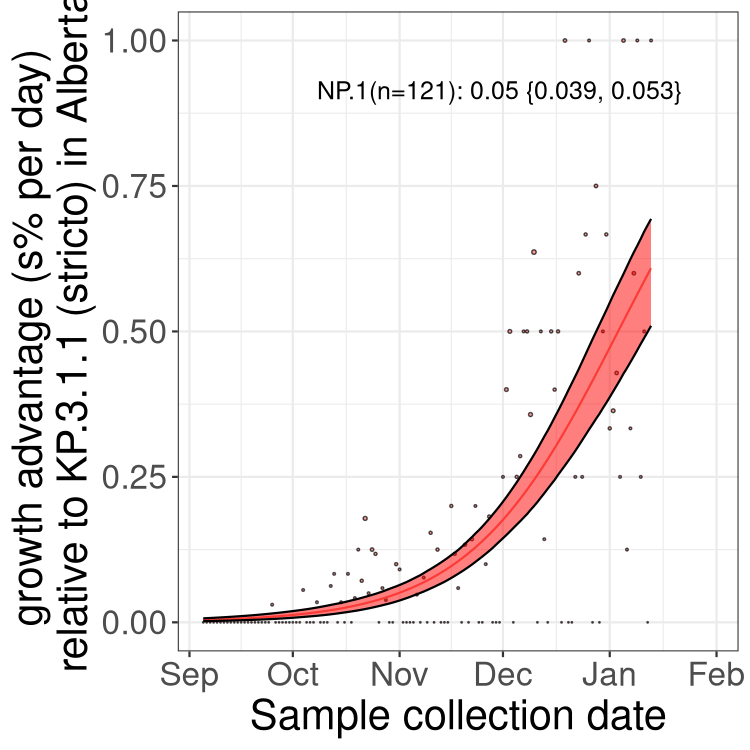 growth advantage (s% per day)
relative to KP.3.1.1 (stricto) in Alberta
1.00
NP.1(n=121): 0.05 {0.039, 0.053}
0.75
0.50
0.25
0.00
Sep Oct Nov Dec Jan Feb
Sample collection date